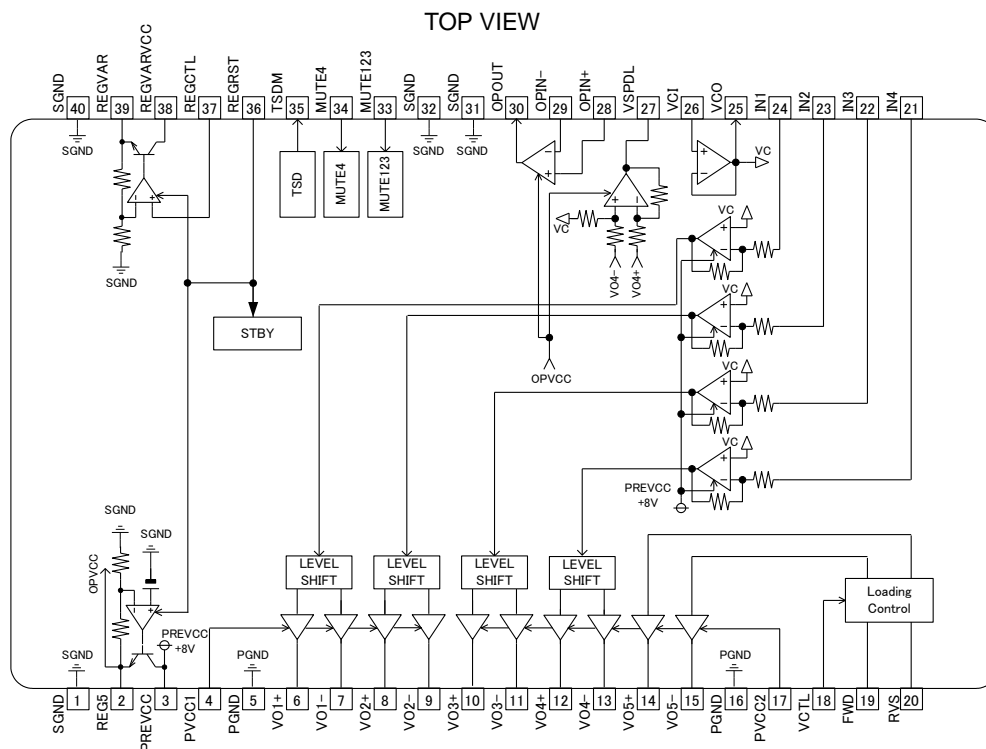 TOP VIEW
SGND
REGVAR
REGVARVCC
REGCTL
REGRST
TSDM
MUTE4
MUTE123
SGND
SGND
OPOUT
OPIN-
OPIN+
VSPDL
VCI
VCO
IN1
IN2
IN3
IN4
40
39
38
37
36
35
34
33
32
31
30
29
28
27
26
25
24
23
22
21
SGND
SGND
SGND
TSD
MUTE4
MUTE123
VC
VC
VC
VO4-
VO4+
SGND
STBY
VC
OPVCC
VC
VC
PREVCC
+8V
SGND
SGND
OPVCC
PREVCC
+8V
LEVEL
SHIFT
LEVEL
SHIFT
LEVEL
SHIFT
LEVEL
SHIFT
Loading
Control
SGND
PGND
PGND
1
2
3
4
5
6
7
8
9
10
11
12
13
14
15
16
17
18
19
20
SGND
REG5
PREVCC
PVCC1
PGND
VO1+
VO1-
VO2+
VO2-
VO3+
VO3-
VO4+
VO4-
VO5+
VO5-
PGND
PVCC2
VCTL
FWD
RVS